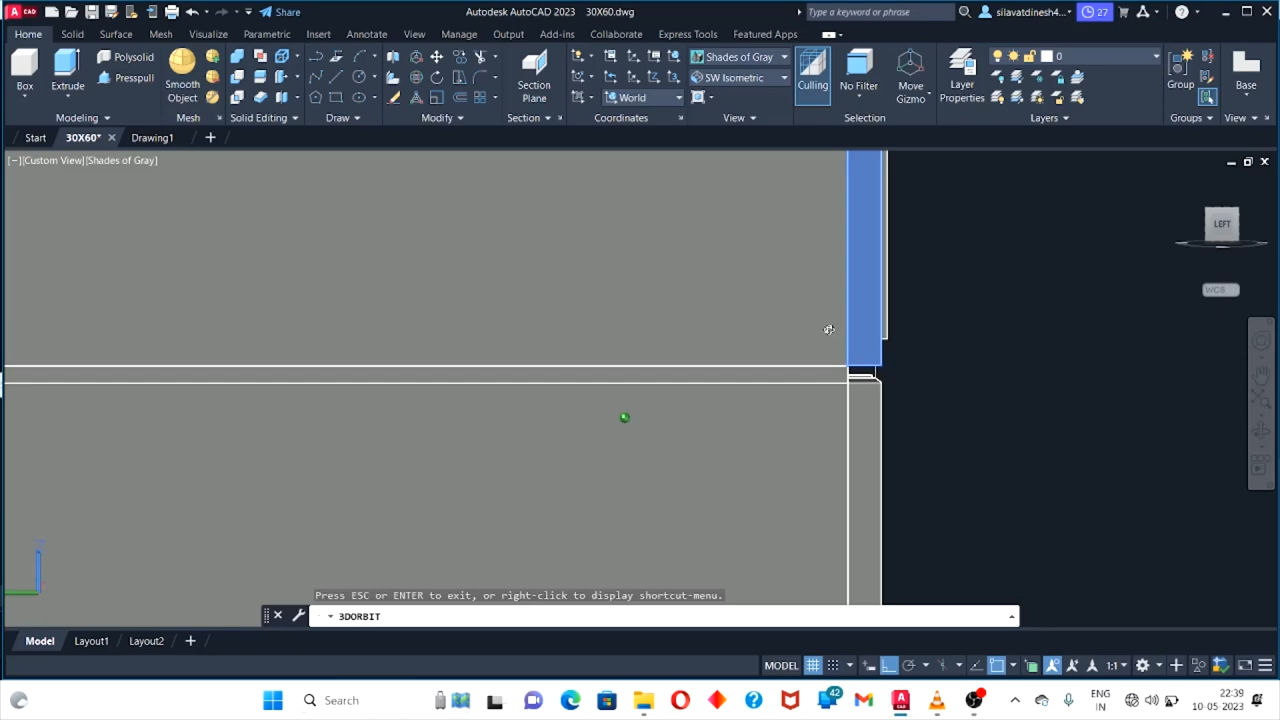 CAD
Share
Autodesk AutoCAD 2023 30X60.dwg
Type a keyword or phrase
silavatdinesh4...
27
Home Solid Surface Mesh Visualize Parametric Insert Annotate View Manage Output Add-ins Collaborate Express Tools Featured Apps
Polysolid
Presspull
Box
Extrude
Smooth
Object
Section
Plane
Shades of Gray
SW Isometric
World
Culling
No Filter
Move
Gizmo
Layer
Properties
0
Group
Base
Modeling Mesh Solid Editing Draw Modify Section Coordinates View Selection Layers Groups View
Start 30X60* Drawing1
[−][Custom View][Shades of Gray]
LEFT
WCS
Press ESC or ENTER to exit, or right-click to display shortcut-menu.
3DORBIT
Model Layout1 Layout2
MODEL
1:1
Search
42
ENG
IN
22:39
10-05-2023